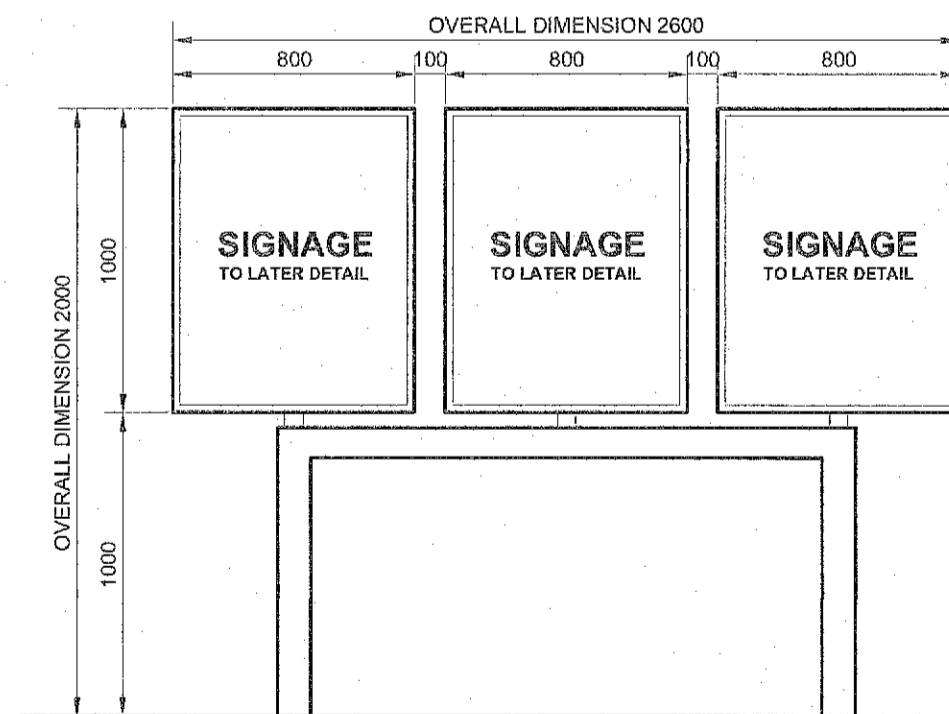 OVERALL DIMENSION 2600
800 100 800 100 800
SIGNAGE
TO LATER DETAIL
SIGNAGE
TO LATER DETAIL
SIGNAGE
TO LATER DETAIL
OVERALL DIMENSION 2000
1000
1000